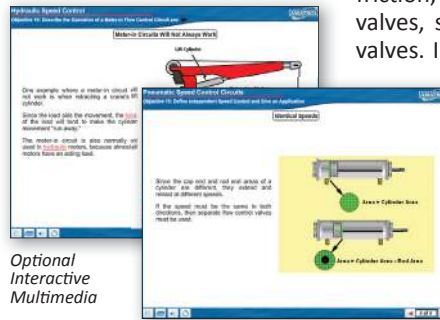 friction,
valves, s
valves. I
Hydraulic Speed Control
Objective 10: Describe the Operation of a Meter-in Flow Control Circuit
Meter-in Circuits Will Not Always Work
Lift Cylinder
One example where a meter-in circuit will
not work is when retracting a crane's lift
cylinder.
Since the load aids the movement, the
of the load will tend to make the cylinder
movement "run away."
The meter-in circuit is also normally
used in hydraulic motors, because almost all
motors have an aiding load.
Pneumatic Speed Control Circuits
Objective 10: Define Independent Speed Control and Give an Application
Identical Speeds
Since the cap end and rod end areas of a
cylinder are different, they extend and
retract at different speeds.
If the speed must be the same in both
directions, then separate flow control valves
must be used.
Area = Cylinder Area
Area = Cylinder Area - Rod Area
Optional
Interactive
Multimedia